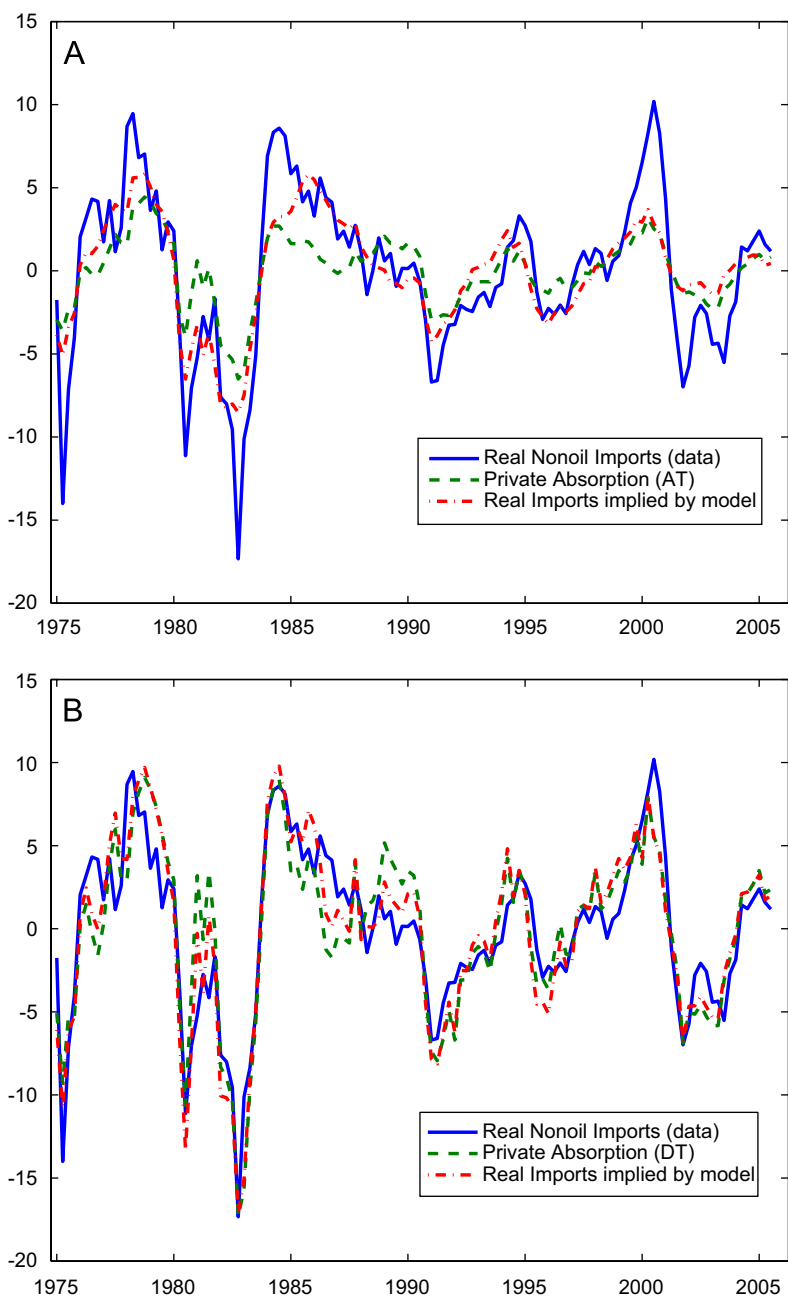 A
15
10
5
0
-5
-10
-15
-20
Real Nonoil Imports (data)
Private Absorption (AT)
Real Imports implied by model
1975 1980 1985 1990 1995 2000 2005
B
15
10
5
0
-5
-10
-15
-20
Real Nonoil Imports (data)
Private Absorption (DT)
Real Imports implied by model
1975 1980 1985 1990 1995 2000 2005